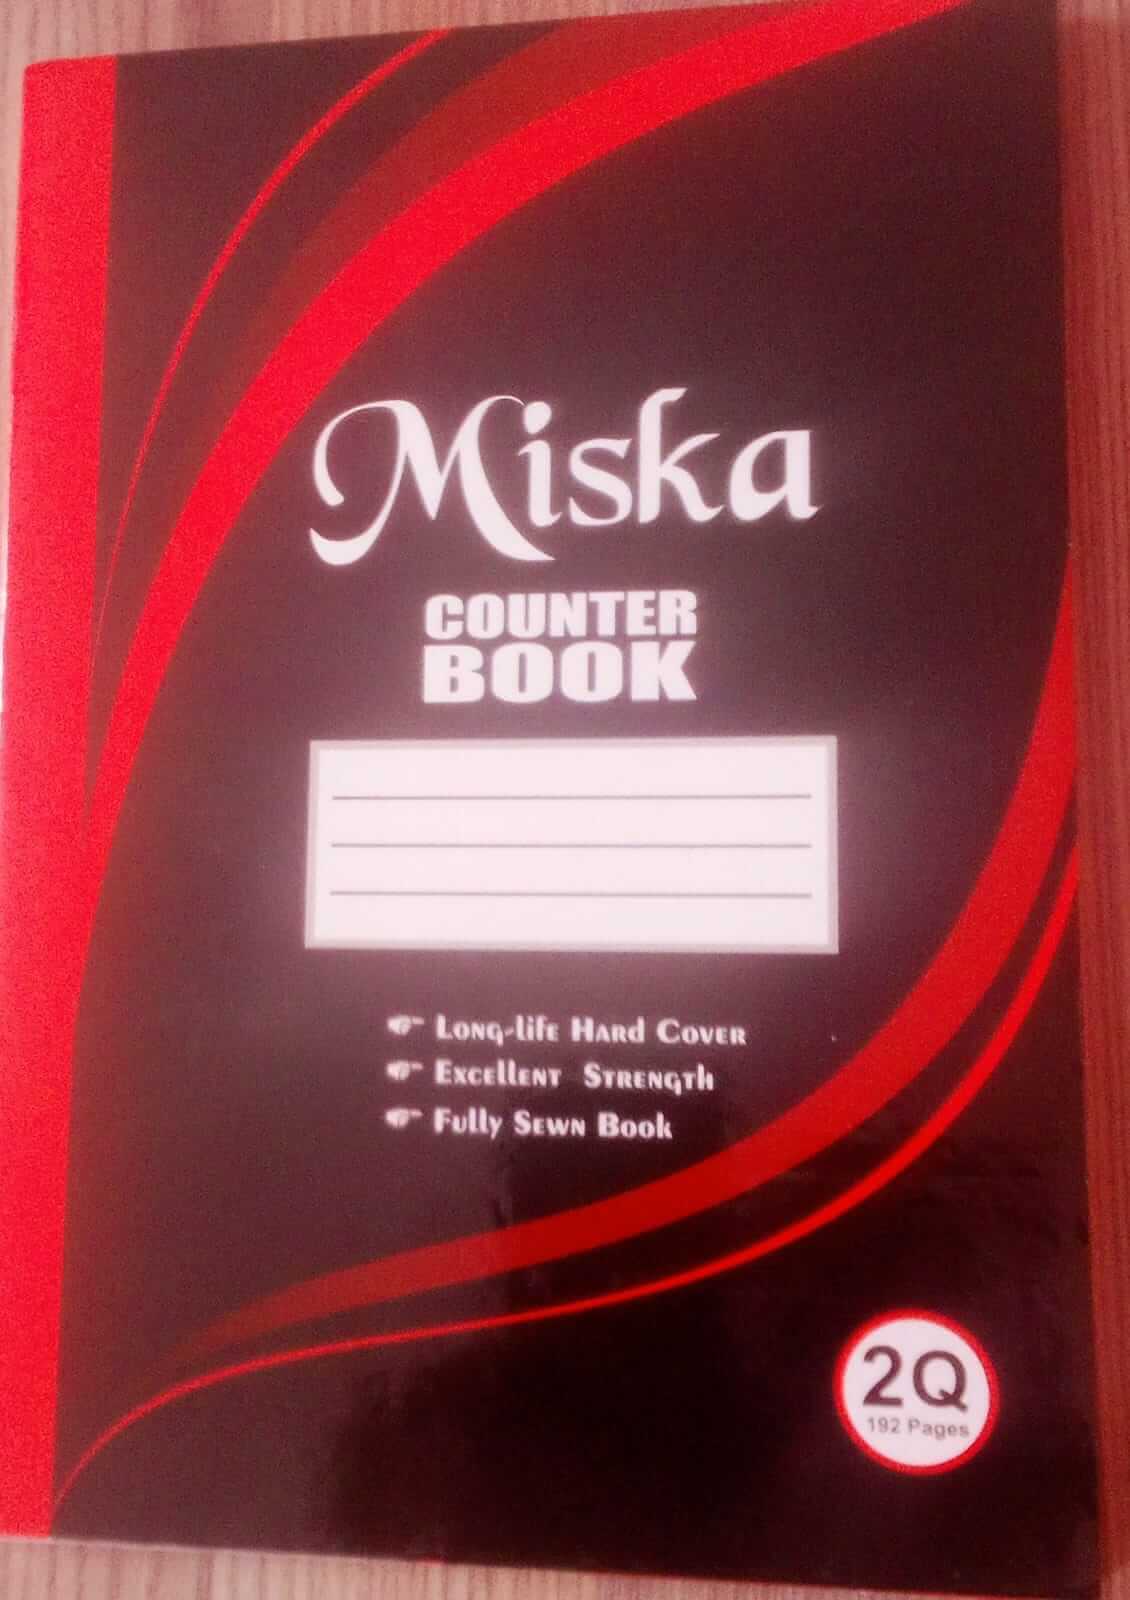 Miska
COUNTER
BOOK
Long-life Hard Cover
Excellent Strength
Fully Sewn Book
2Q
192 Pages